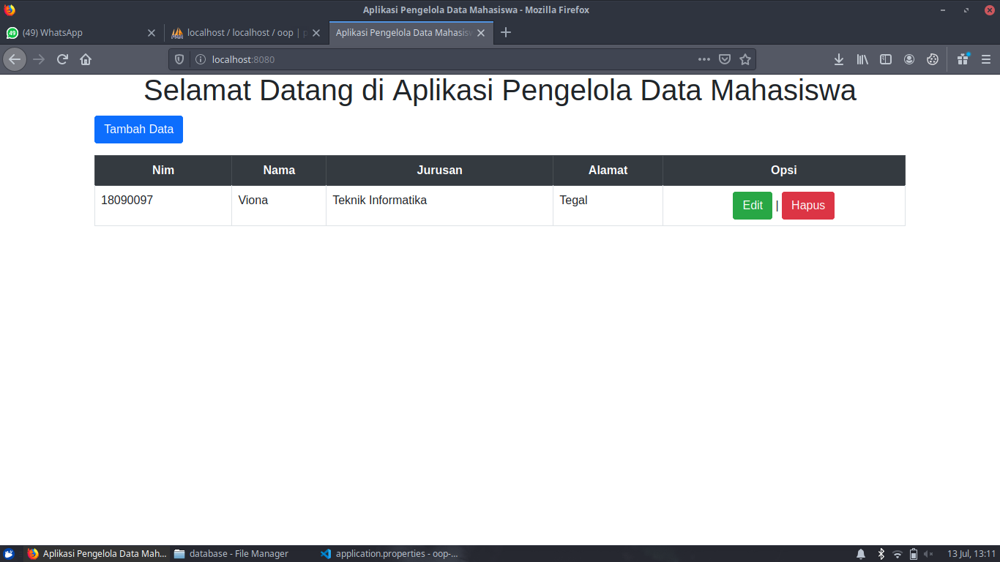 Aplikasi Pengelola Data Mahasiswa - Mozilla Firefox
49 (49) WhatsApp
localhost / localhost / oop | p
Aplikasi Pengelola Data Mahasisw
localhost:8080
Selamat Datang di Aplikasi Pengelola Data Mahasiswa
Tambah Data
Nim Nama Jurusan Alamat Opsi
18090097 Viona Teknik Informatika Tegal Edit | Hapus
Aplikasi Pengelola Data Mah... database - File Manager application.properties - oop-... 13 Jul, 13:11